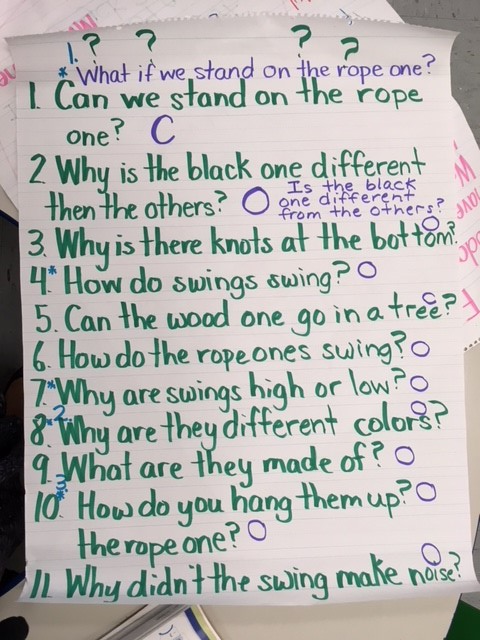 ? ? ? ?
1.
* What if we stand on the rope one?
1. Can we stand on the rope
one? C
2 Why is the black one different
then the others? O Is the black
one different
from the others?
3. Why is there knots at the bottom? O
4.* How do swings swing? O
5. Can the wood one go in a tree? C
6. How do the rope ones swing? O
7.* Why are swings high or low? O
2
8.* Why are they different colors? O
9. What are they made of? O
3
10.* How do you hang them up? O
the rope one? O
11. Why didn't the swing make noise? O